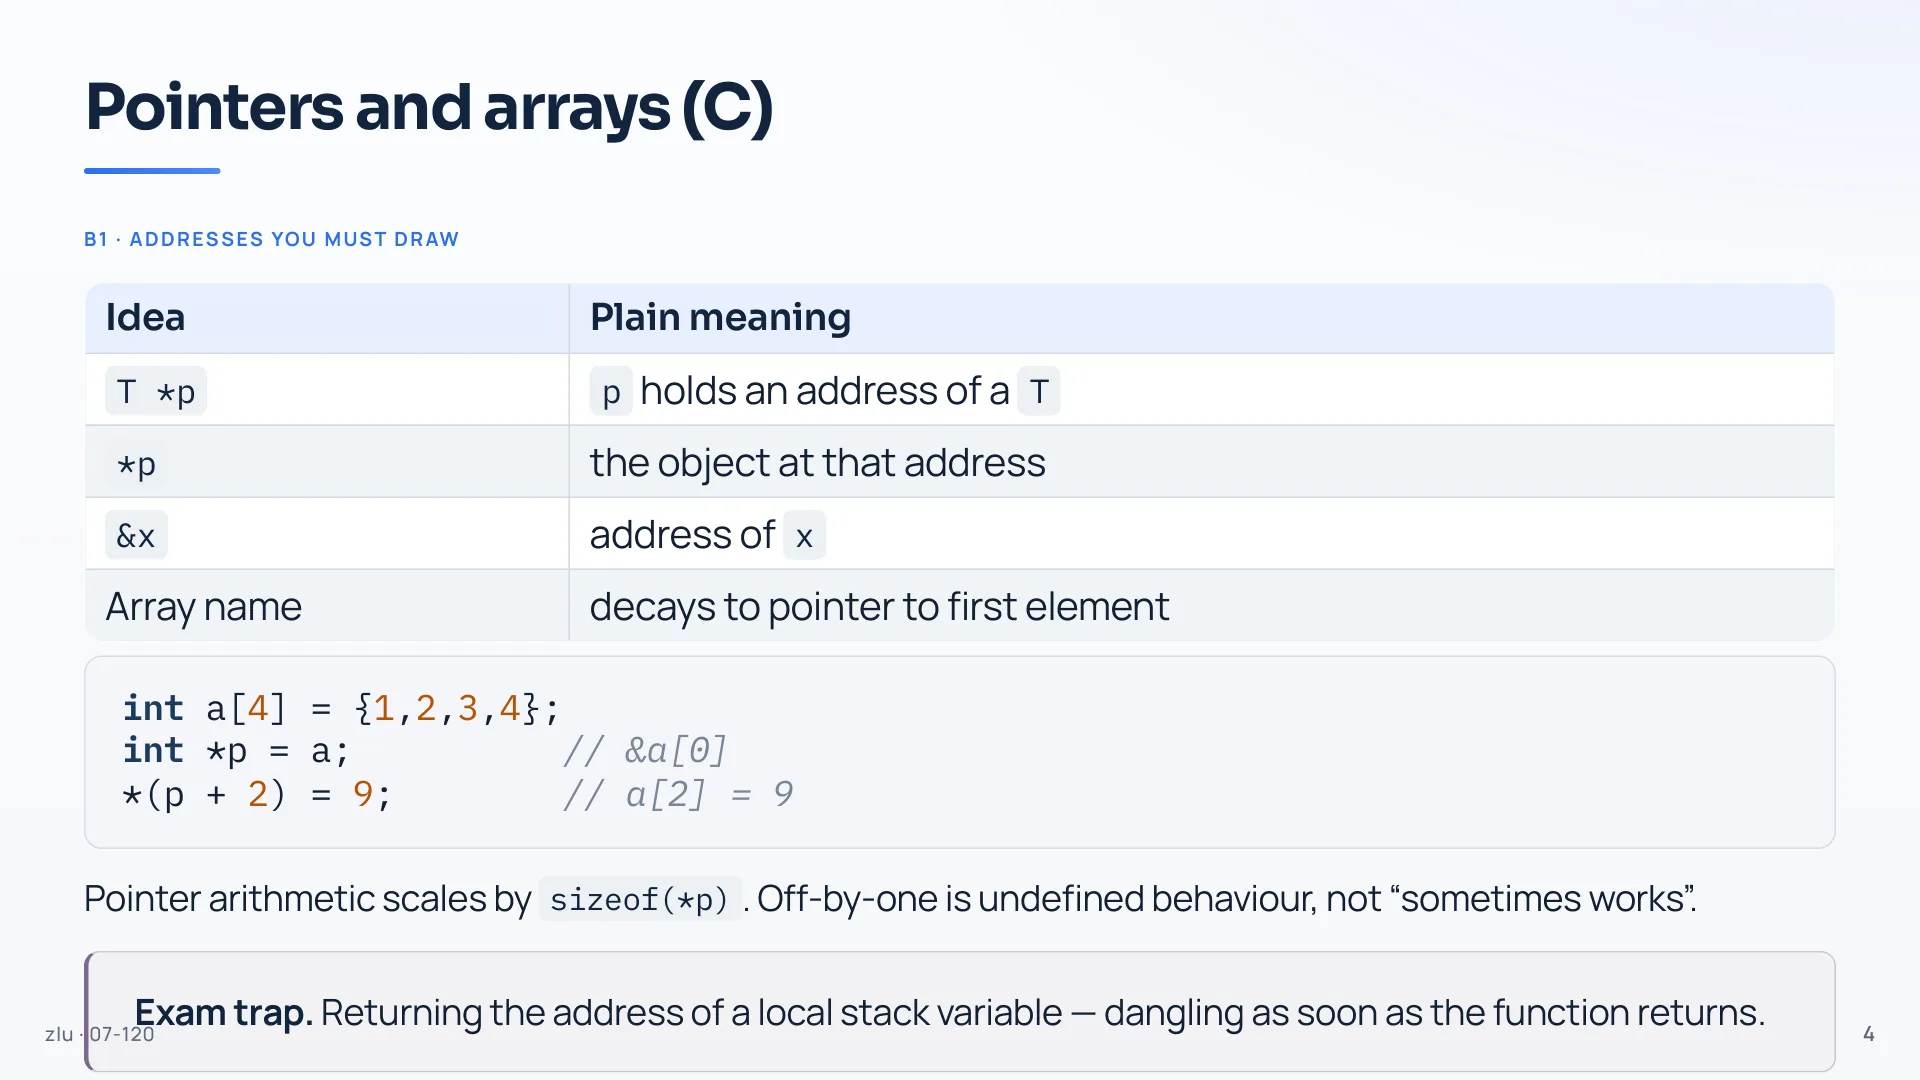 Pointers and arrays (C)
B1 · ADDRESSES YOU MUST DRAW
Idea Plain meaning
T *p p holds an address of a T
*p the object at that address
&x address of x
Array name decays to pointer to first element
int a[4] = {1,2,3,4};
int *p = a; // &a[0]
*(p + 2) = 9; // a[2] = 9
Pointer arithmetic scales by sizeof(*p). Off-by-one is undefined behaviour, not “sometimes works”.
Exam trap. Returning the address of a local stack variable — dangling as soon as the function returns.
zlu · 07-120
4